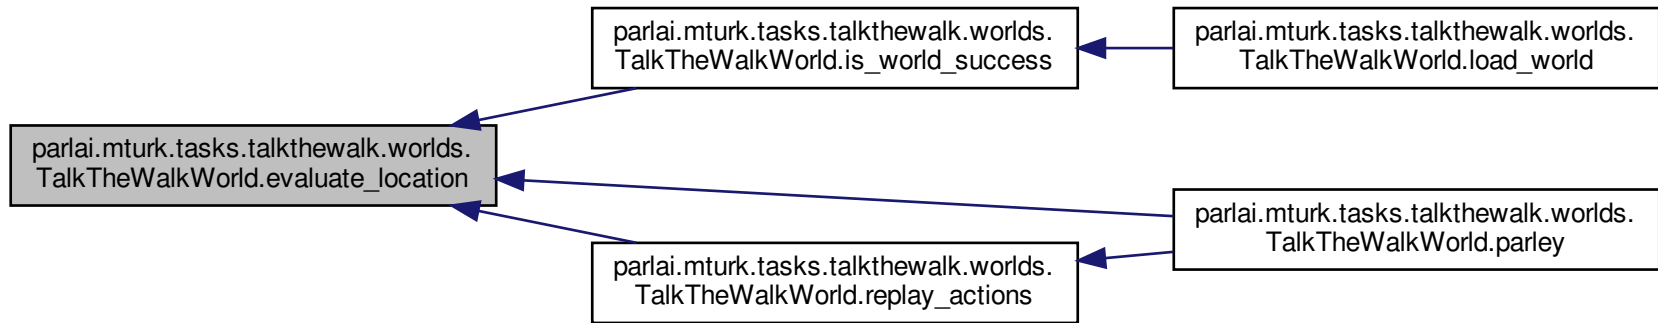 parlai.mturk.tasks.talkthewalk.worlds.
TalkTheWalkWorld.is_world_success
parlai.mturk.tasks.talkthewalk.worlds.
TalkTheWalkWorld.load_world
parlai.mturk.tasks.talkthewalk.worlds.
TalkTheWalkWorld.evaluate_location
parlai.mturk.tasks.talkthewalk.worlds.
TalkTheWalkWorld.parley
parlai.mturk.tasks.talkthewalk.worlds.
TalkTheWalkWorld.replay_actions